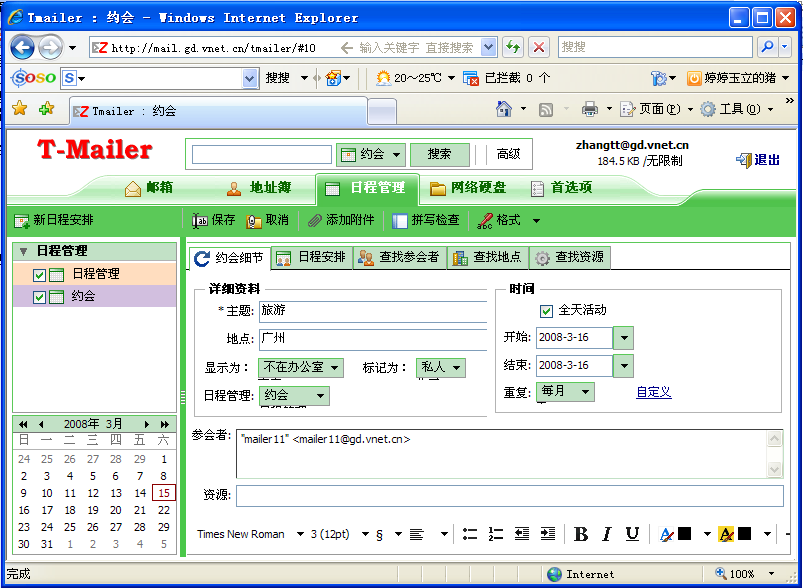 Tmailer : 约会 - Windows Internet Explorer
http://mail.gd.vnet.cn/tmailer/#10 输入关键字 直接搜索 搜搜
SOSO S 搜搜 20～25℃ 已拦截 0 个 婷婷玉立的猪
Tmailer : 约会 页面(P) 工具(O) »
T-Mailer 约会 搜索 高级 zhangtt@gd.vnet.cn
184.5 KB /无限制 退出
邮箱 地址簿 日程管理 网络硬盘 首选项
新日程安排 保存 取消 添加附件 拼写检查 格式
日程管理
日程管理
约会
约会细节 日程安排 查找参会者 查找地点 查找资源
详细资料
*主题: 旅游
地点: 广州
显示为: 不在办公室 标记为: 私人
日程管理: 约会
时间
全天活动
开始: 2008-3-16
结束: 2008-3-16
重复: 每月 自定义
参会者: "mailer11" <mailer11@gd.vnet.cn>
资源:
Times New Roman 3 (12pt) § B I U A A
2008年 3月
日 一 二 三 四 五 六
24 25 26 27 28 29 1
2 3 4 5 6 7 8
9 10 11 12 13 14 15
16 17 18 19 20 21 22
23 24 25 26 27 28 29
30 31 1 2 3 4 5
完成 Internet 100%